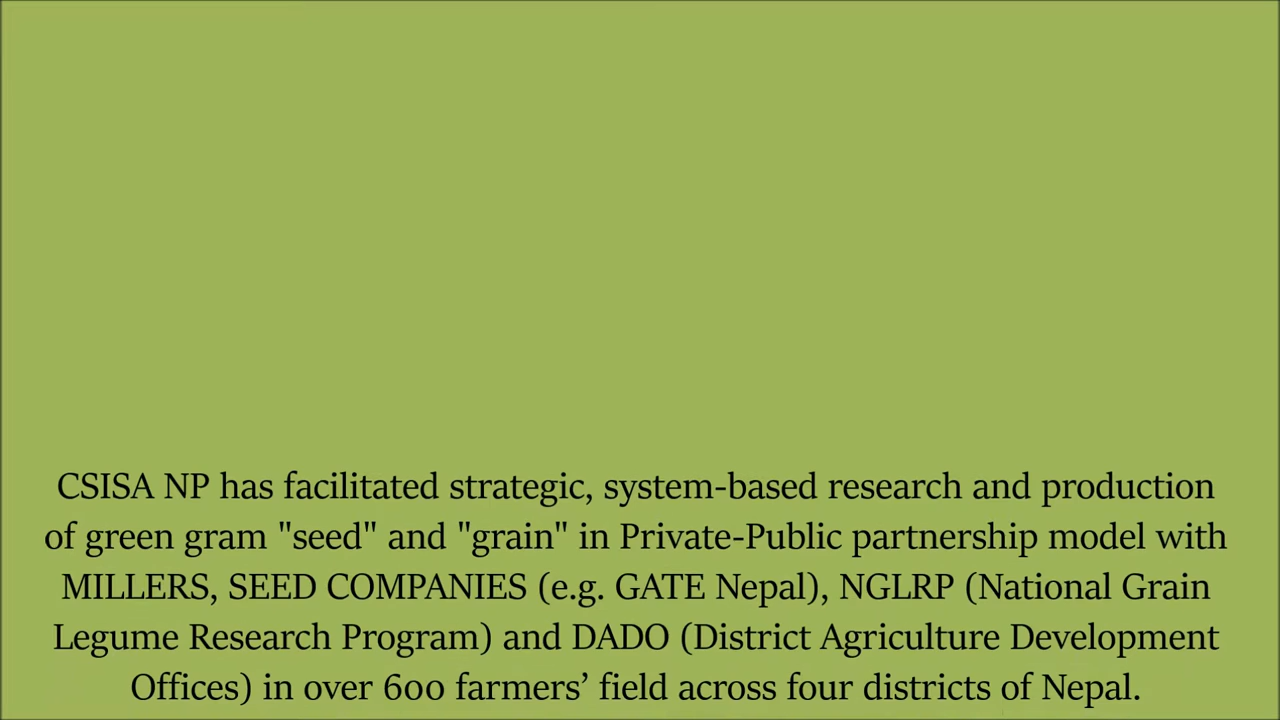 CSISA NP has facilitated strategic, system-based research and production
of green gram "seed" and "grain" in Private-Public partnership model with
MILLERS, SEED COMPANIES (e.g. GATE Nepal), NGLRP (National Grain
Legume Research Program) and DADO (District Agriculture Development
Offices) in over 600 farmers’ field across four districts of Nepal.